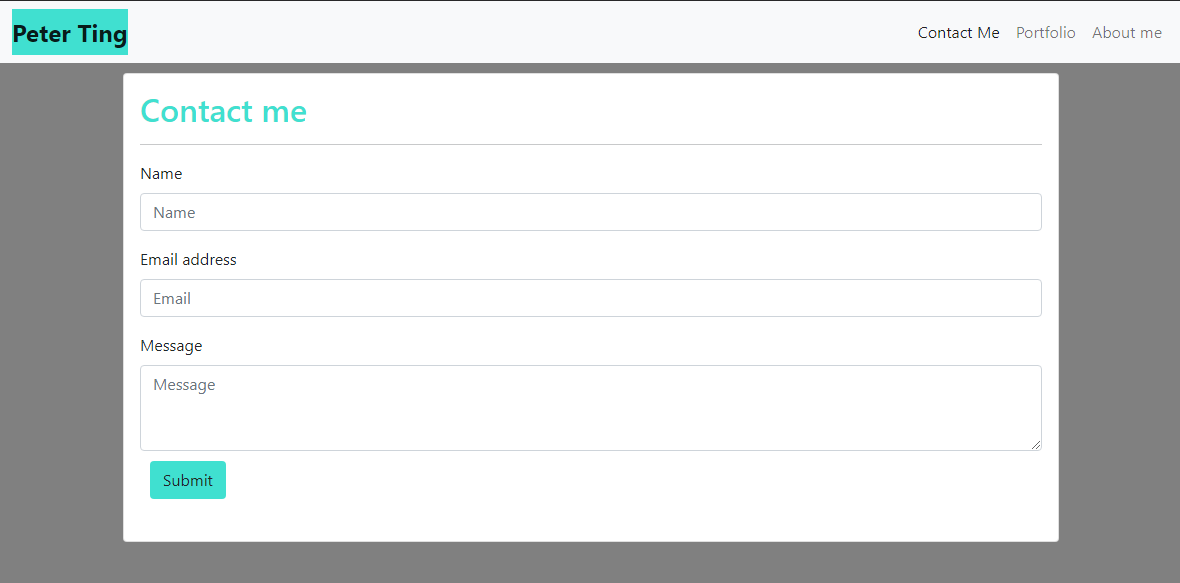 Peter Ting
Contact Me Portfolio About me
Contact me
Name
Name
Email address
Email
Message
Message
Submit